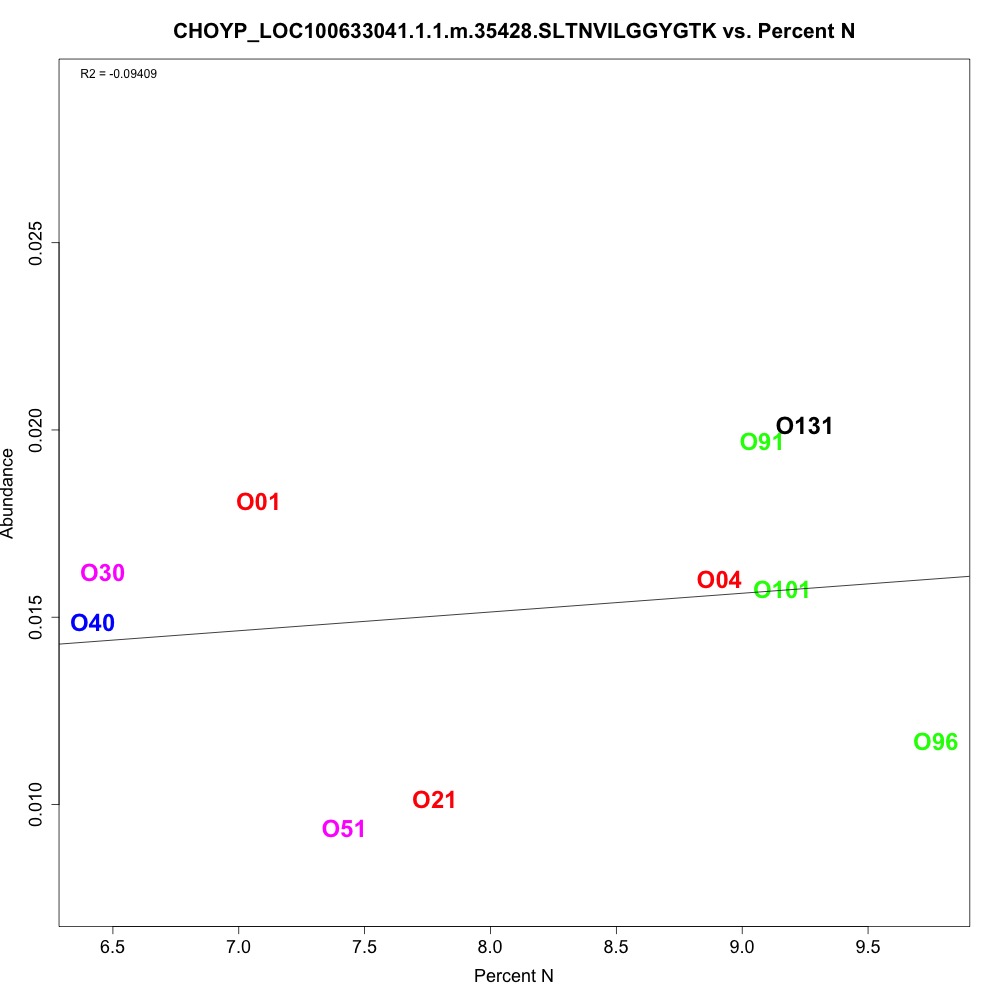 CHOYP_LOC100633041.1.1.m.35428.SLTNVILGGYGTK vs. Percent N
R2 = -0.09409
0.025
0.020
0.015
0.010
Abundance
O131
O91
O01
O30
O04
O101
O40
O96
O21
O51
6.5 7.0 7.5 8.0 8.5 9.0 9.5
Percent N